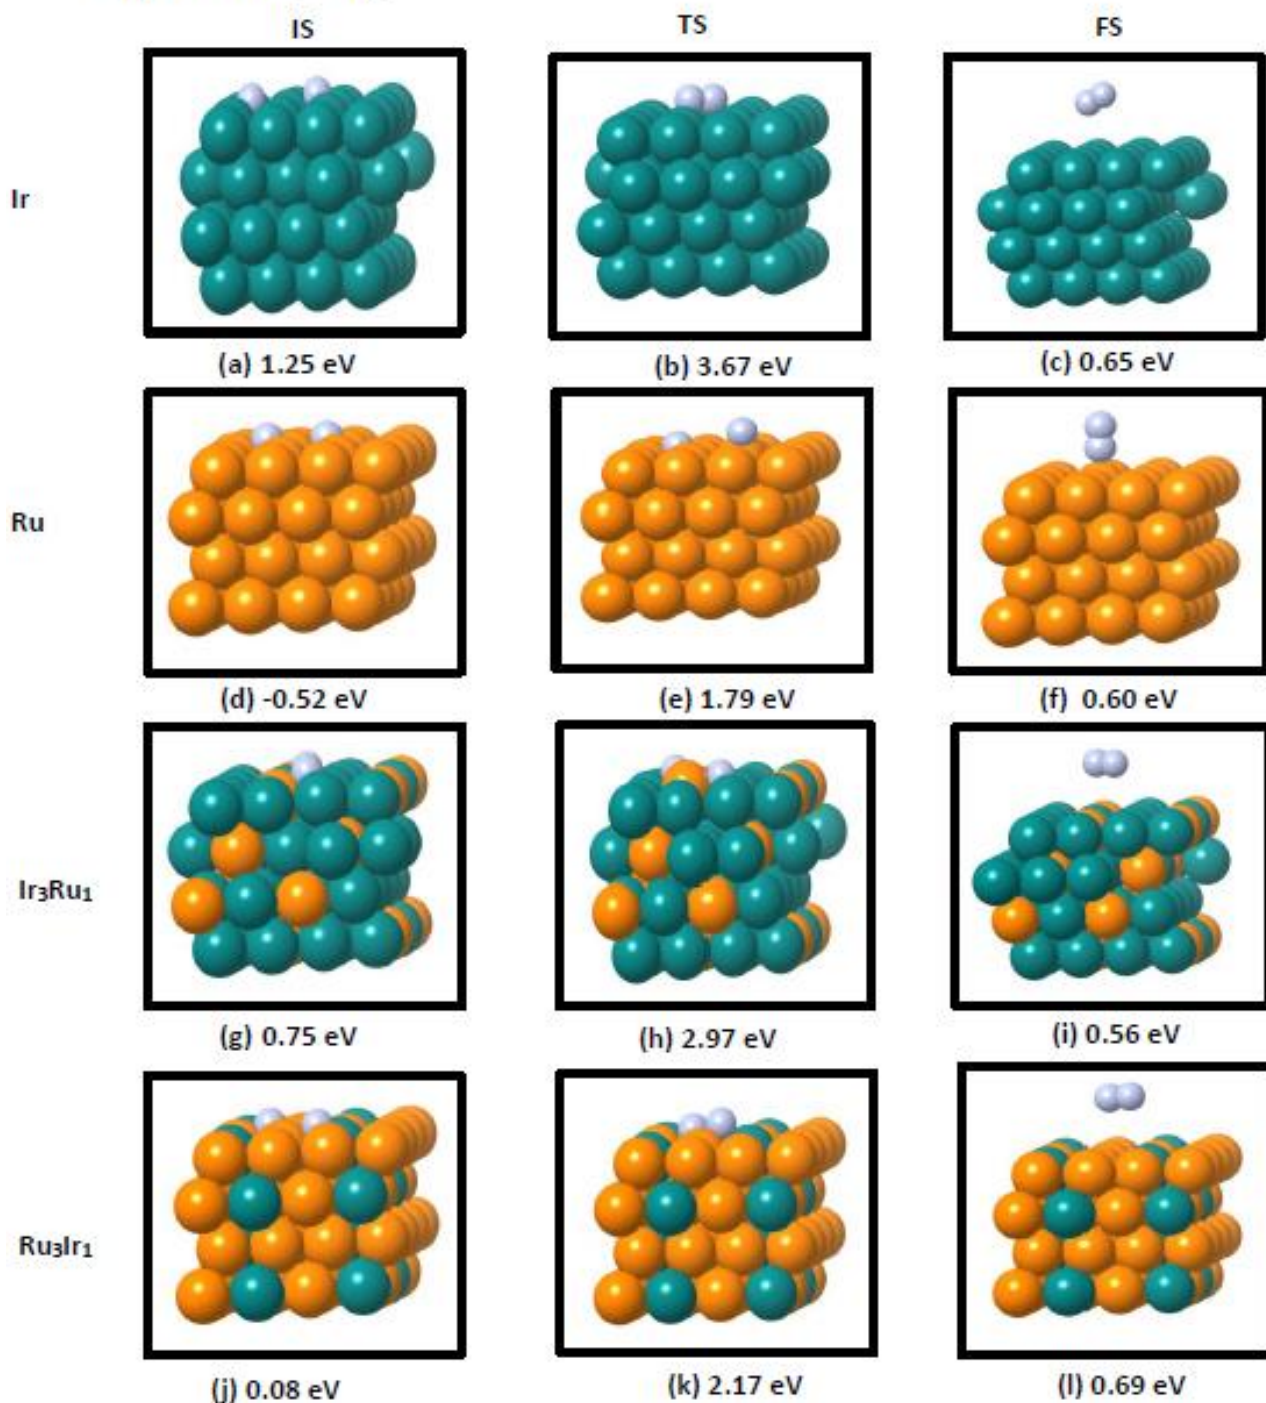 IS TS FS
Ir
(a) 1.25 eV (b) 3.67 eV (c) 0.65 eV
Ru
(d) -0.52 eV (e) 1.79 eV (f) 0.60 eV
Ir₃Ru₁
(g) 0.75 eV (h) 2.97 eV (i) 0.56 eV
Ru₃Ir₁
(j) 0.08 eV (k) 2.17 eV (l) 0.69 eV